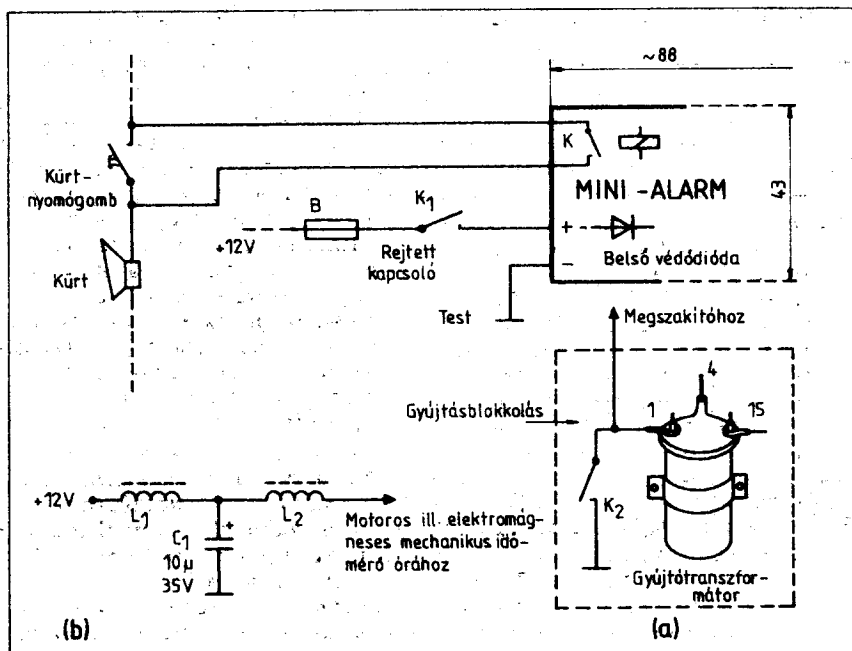 ~88
Kürt-
nyomógomb
K
MINI -ALARM
43
B
K1
+12V
Rejtett
kapcsoló
+
Belső védődióda
−
Kürt
Test
Megszakítóhoz
4
Gyújtásblokkolás
1
15
K2
Gyújtótranszfor-
mátor
+12V
L1
L2
+
C1
10µ
35V
Motoros ill. elektromág-
neses mechanikus idő-
mérő órához
(b)
(a)